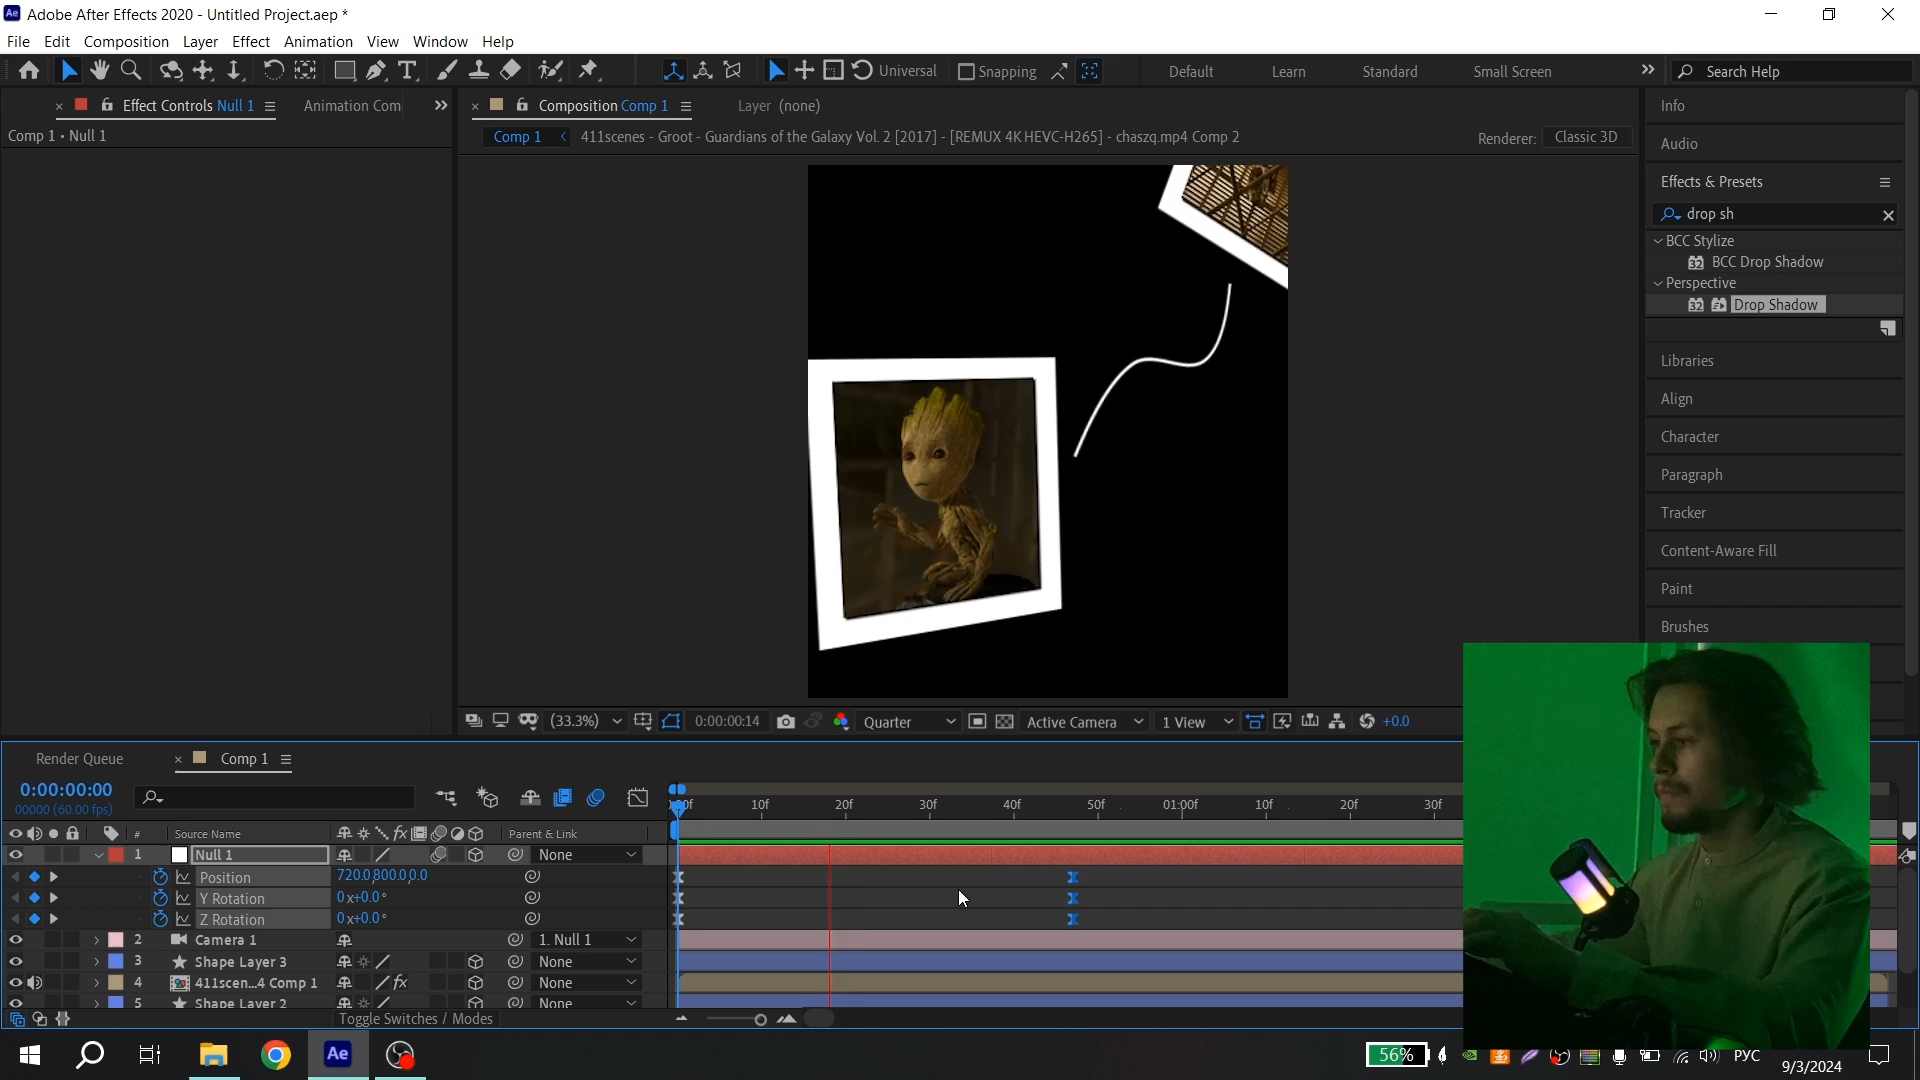 Adobe After Effects 2020 - Untitled Project.aep *
File Edit Composition Layer Effect Animation View Window Help
Universal Snapping Default Learn Standard Small Screen Search Help
Effect Controls Null 1 Animation Com
Composition Comp 1 Layer (none)
Comp 1 • Null 1
Comp 1 411scenes - Groot - Guardians of the Galaxy Vol. 2 [2017] - [REMUX 4K HEVC-H265] - chaszq.mp4 Comp 2
Renderer: Classic 3D
Info
Audio
Effects & Presets
drop sh
BCC Stylize
32 BCC Drop Shadow
Perspective
32 Drop Shadow
Libraries
Align
Character
Paragraph
Tracker
Content-Aware Fill
Paint
Brushes
(33.3%) 0:00:00:14 Quarter Active Camera 1 View +0.0
Render Queue Comp 1
0:00:00:00
00000 (60.00 fps)
10f 20f 30f 40f 50f 01:00f 10f 20f 30f
# Source Name Parent & Link
1 Null 1 None
Position 720.0,800.0,0.0
Y Rotation 0x+0.0°
Z Rotation 0x+0.0°
2 Camera 1 1. Null 1
3 Shape Layer 3 None
4 411scen...4 Comp 1 None
5 Shape Layer 2 None
Toggle Switches / Modes
Ae 56% РУС
9/3/2024